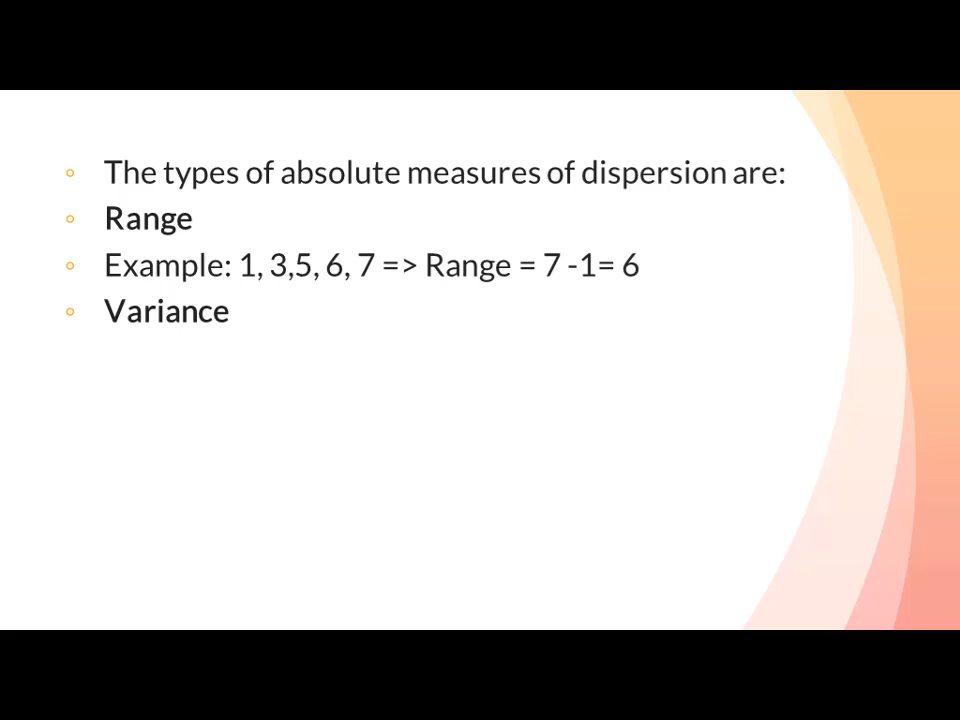 ◦ The types of absolute measures of dispersion are:
◦ Range
◦ Example: 1, 3,5, 6, 7 => Range = 7 -1= 6
◦ Variance